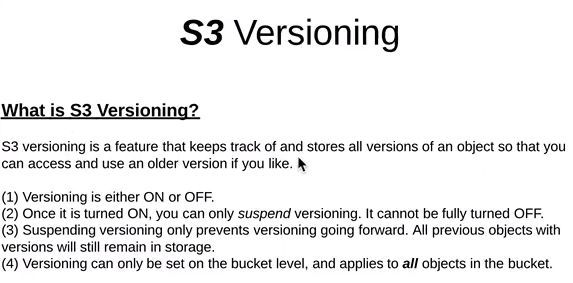 S3 Versioning
What is S3 Versioning?
S3 versioning is a feature that keeps track of and stores all versions of an object so that you
can access and use an older version if you like.
(1) Versioning is either ON or OFF.
(2) Once it is turned ON, you can only suspend versioning. It cannot be fully turned OFF.
(3) Suspending versioning only prevents versioning going forward. All previous objects with
versions will still remain in storage.
(4) Versioning can only be set on the bucket level, and applies to all objects in the bucket.